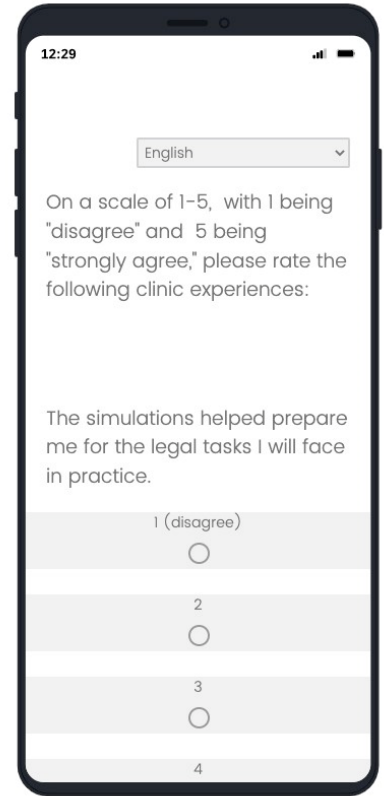 12:29
English
On a scale of 1-5,  with 1 being
"disagree" and  5 being
"strongly agree," please rate the
following clinic experiences:
The simulations helped prepare
me for the legal tasks I will face
in practice.
1 (disagree)
2
3
4